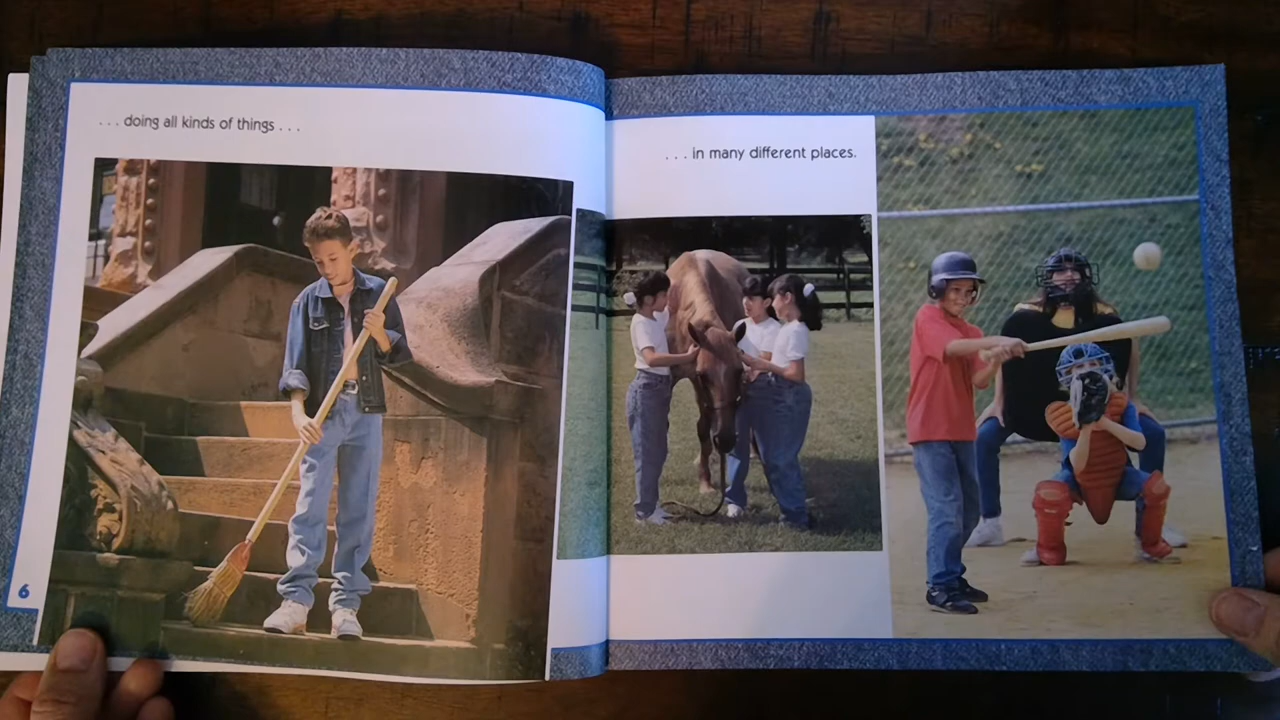 . . . doing all kinds of things . . .
. . . in many different places.
6